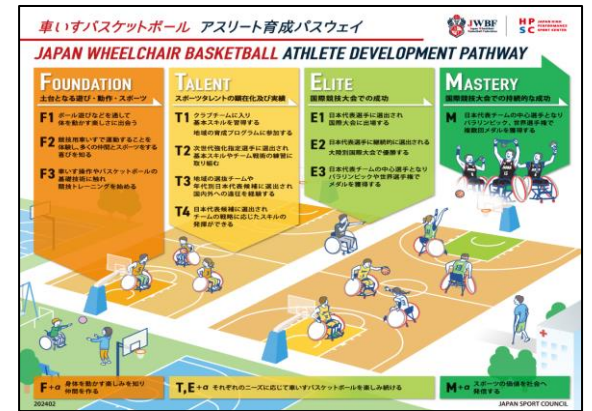 車いすバスケットボール アスリート育成パスウェイ
JWBF
HPSC
JAPAN WHEELCHAIR BASKETBALL ATHLETE DEVELOPMENT PATHWAY
FOUNDATION
土台となる遊び・動作・スポーツ
F1 ボール遊びなどを通して
体を動かす楽しさに出会う
F2 競技用車いすで運動することを
体験し、多くの仲間とスポーツをする
喜びを知る
F3 車いす操作やバスケットボールの
基礎技術に触れ
競技トレーニングを始める
TALENT
スポーツタレントの顕在化及び実績
T1 クラブチームに入り
基本スキルを習得する
地域の育成プログラムに参加する
T2 次世代強化指定選手に選出され
基本スキルやチーム戦術の練習に
取り組む
T3 地域の選抜チームや
年代別日本代表候補に選出され
国内外への遠征を経験する
T4 日本代表候補に選出され
チームの戦略に応じたスキルの
発揮ができる
ELITE
国際競技大会での成功
E1 日本代表選手に選出され
国際大会に出場する
E2 日本代表選手に継続的に選出される
大陸別国際大会で優勝する
E3 日本代表チームの中心選手となり
パラリンピックや世界選手権で
メダルを獲得する
MASTERY
国際競技大会での持続的な成功
M 日本代表チームの中心選手となり
パラリンピック、世界選手権で
複数回メダルを獲得する
F+α 身体を動かす楽しみを知り
仲間を作る
T,E+α それぞれのニーズに応じて車いすバスケットボールを楽しみ続ける
M+α スポーツの価値を社会へ
発信する
202402
JAPAN SPORT COUNCIL